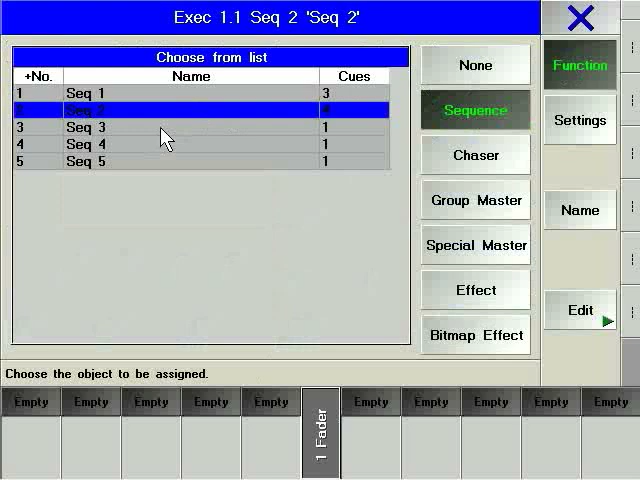 Exec 1.1 Seq 2 'Seq 2'
Choose from list
+No. Name Cues
1 Seq 1 3
2 Seq 2 4
3 Seq 3 1
4 Seq 4 1
5 Seq 5 1
None
Sequence
Chaser
Group Master
Special Master
Effect
Bitmap Effect
Function
Settings
Name
Edit
Choose the object to be assigned.
Empty Empty Empty Empty Empty 1 Fader Empty Empty Empty Empty Empty